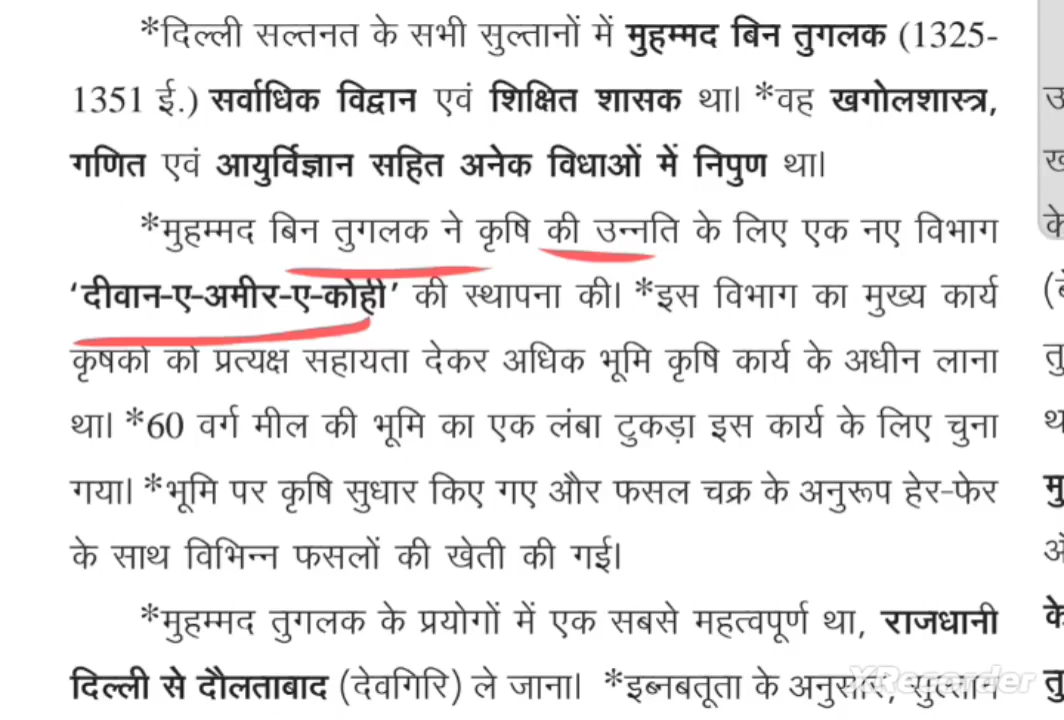 *दिल्ली सल्तनत के सभी सुल्तानों में मुहम्मद बिन तुगलक (1325-
1351 ई.) सर्वाधिक विद्वान एवं शिक्षित शासक था। *वह खगोलशास्त्र,
गणित एवं आयुर्विज्ञान सहित अनेक विधाओं में निपुण था।
*मुहम्मद बिन तुगलक ने कृषि की उन्नति के लिए एक नए विभाग
‘दीवान-ए-अमीर-ए-कोही’ की स्थापना की। *इस विभाग का मुख्य कार्य
कृषकों को प्रत्यक्ष सहायता देकर अधिक भूमि कृषि कार्य के अधीन लाना
था। *60 वर्ग मील की भूमि का एक लंबा टुकड़ा इस कार्य के लिए चुना
गया। *भूमि पर कृषि सुधार किए गए और फसल चक्र के अनुरूप हेर-फेर
के साथ विभिन्न फसलों की खेती की गई।
*मुहम्मद तुगलक के प्रयोगों में एक सबसे महत्वपूर्ण था, राजधानी
दिल्ली से दौलताबाद (देवगिरि) ले जाना। *इब्नबतूता के अनुसार, सुल्तान
XRecorder